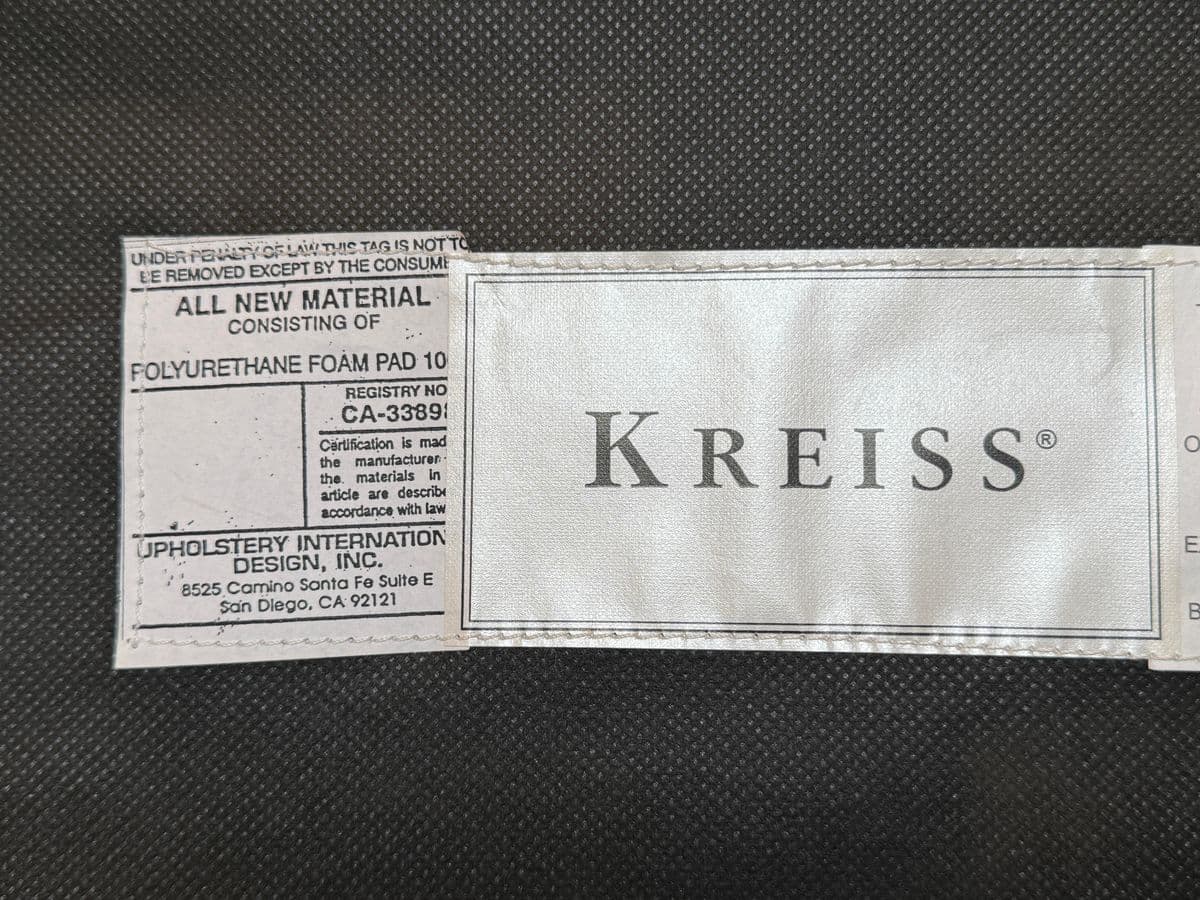 UNDER PENALTY OF LAW THIS TAG IS NOT TO
BE REMOVED EXCEPT BY THE CONSUME
ALL NEW MATERIAL
CONSISTING OF
POLYURETHANE FOAM PAD 10
REGISTRY NO
CA-3389
Certification is mad
the manufacturer
the materials in
article are describe
accordance with law
UPHOLSTERY INTERNATION
DESIGN, INC.
8525 Camino Santa Fe Suite E
San Diego, CA 92121
KREISS®
O
E
B